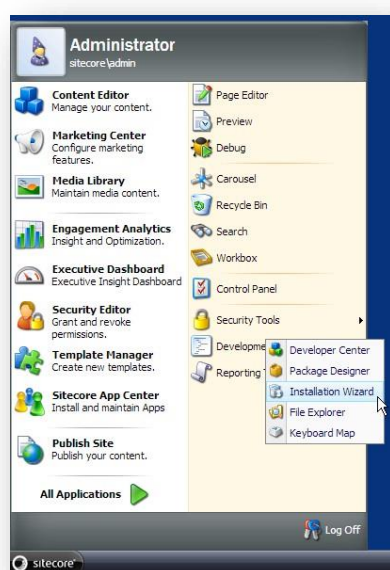 Administrator
sitecore\admin
Content Editor
Manage your content.
Marketing Center
Configure marketing
features.
Media Library
Maintain media content.
Engagement Analytics
Insight and Optimization.
Executive Dashboard
Executive Insight Dashboard
Security Editor
Grant and revoke
permissions.
Template Manager
Create new templates.
Sitecore App Center
Install and maintain Apps
Publish Site
Publish your content.
All Applications
Page Editor
Preview
Debug
Carousel
Recycle Bin
Search
Workbox
Control Panel
Security Tools
Developme
Reporting
Developer Center
Package Designer
Installation Wizard
File Explorer
Keyboard Map
Log Off
sitecore